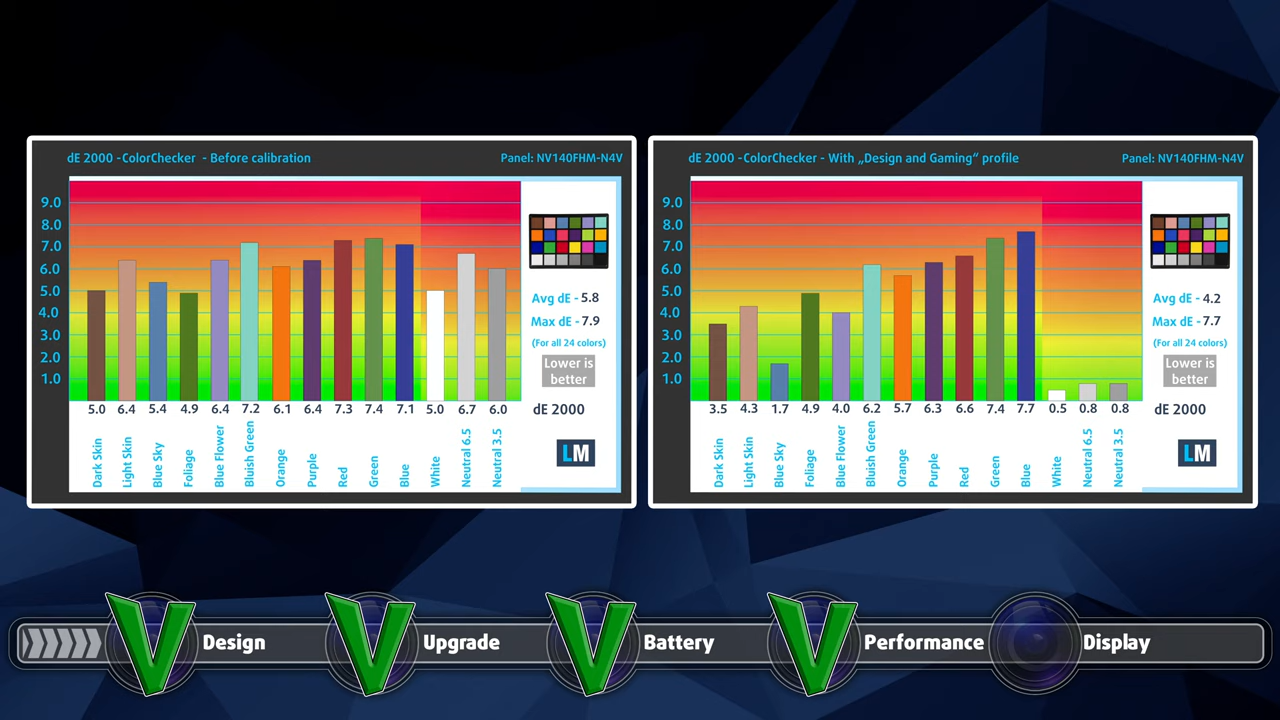 dE 2000 -ColorChecker - Before calibration
Panel: NV140FHM-N4V
9.0
8.0
7.0
6.0
5.0
4.0
3.0
2.0
1.0
Avg dE - 5.8
Max dE - 7.9
(For all 24 colors)
Lower is
better
5.0 6.4 5.4 4.9 6.4 7.2 6.1 6.4 7.3 7.4 7.1 5.0 6.7 6.0 dE 2000
Dark Skin
Light Skin
Blue Sky
Foliage
Blue Flower
Bluish Green
Orange
Purple
Red
Green
Blue
White
Neutral 6.5
Neutral 3.5
LM
dE 2000 -ColorChecker - With „Design and Gaming“ profile
Panel: NV140FHM-N4V
9.0
8.0
7.0
6.0
5.0
4.0
3.0
2.0
1.0
Avg dE - 4.2
Max dE - 7.7
(For all 24 colors)
Lower is
better
3.5 4.3 1.7 4.9 4.0 6.2 5.7 6.3 6.6 7.4 7.7 0.5 0.8 0.8 dE 2000
Dark Skin
Light Skin
Blue Sky
Foliage
Blue Flower
Bluish Green
Orange
Purple
Red
Green
Blue
White
Neutral 6.5
Neutral 3.5
LM
Design Upgrade Battery Performance Display